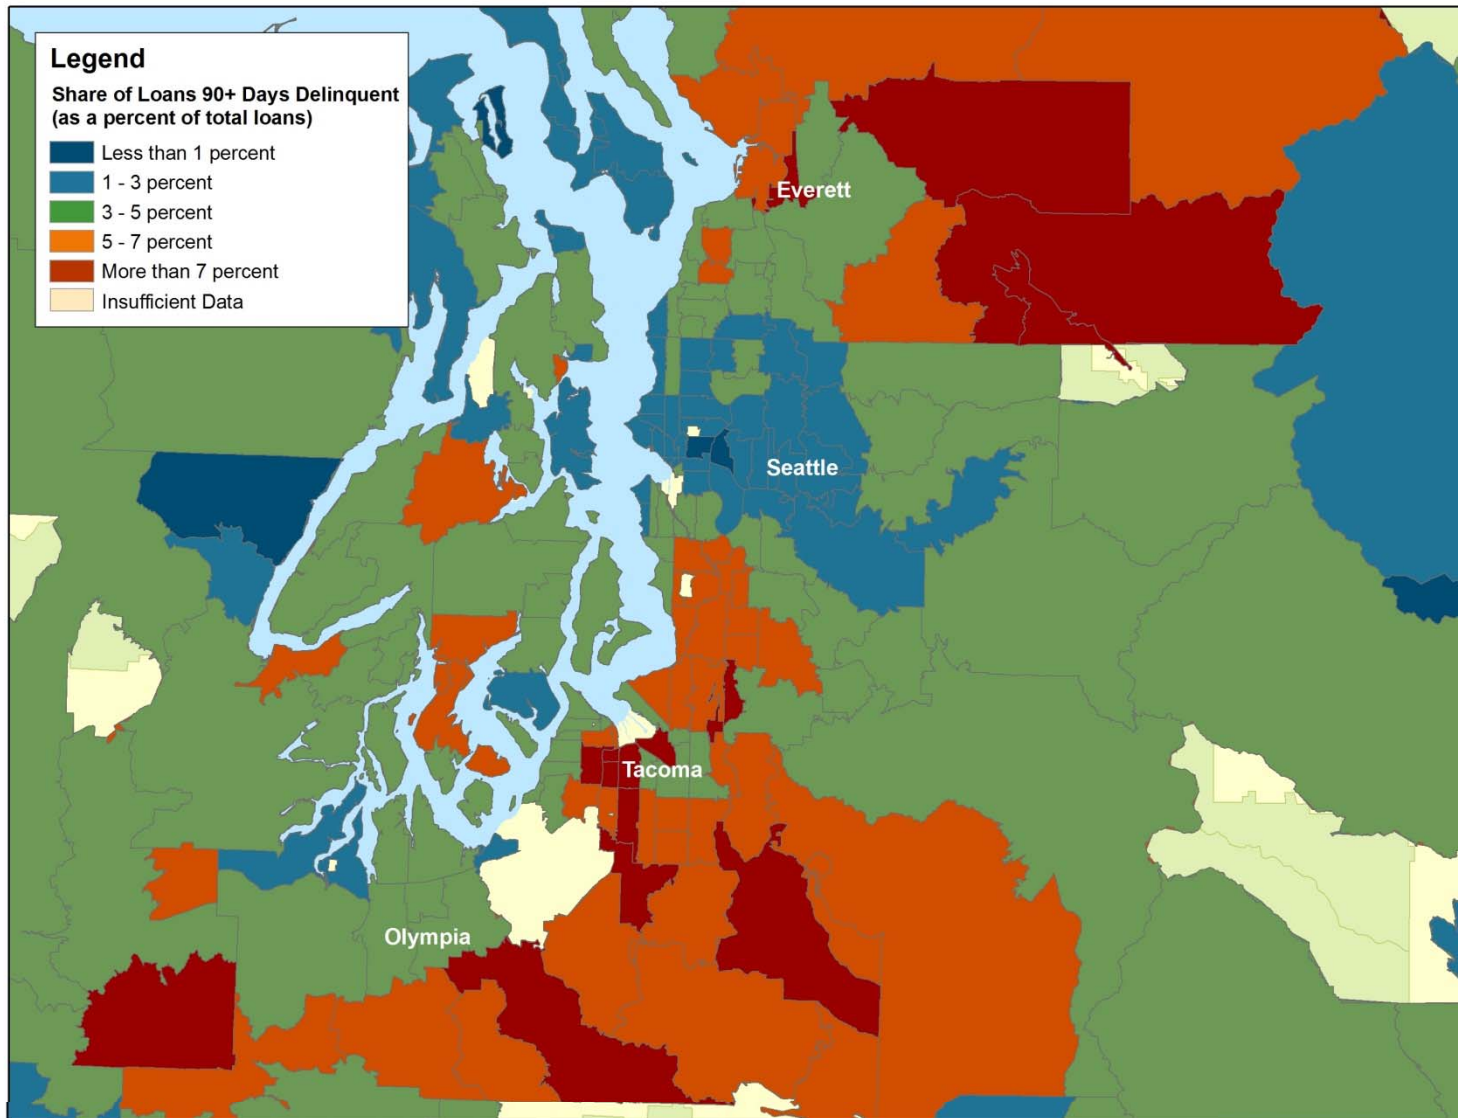 Legend
Share of Loans 90+ Days Delinquent
(as a percent of total loans)
Less than 1 percent
1 - 3 percent
3 - 5 percent
5 - 7 percent
More than 7 percent
Insufficient Data
Everett
Seattle
Tacoma
Olympia